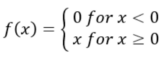 f(x) = { 0 for x < 0
x for x ≥ 0